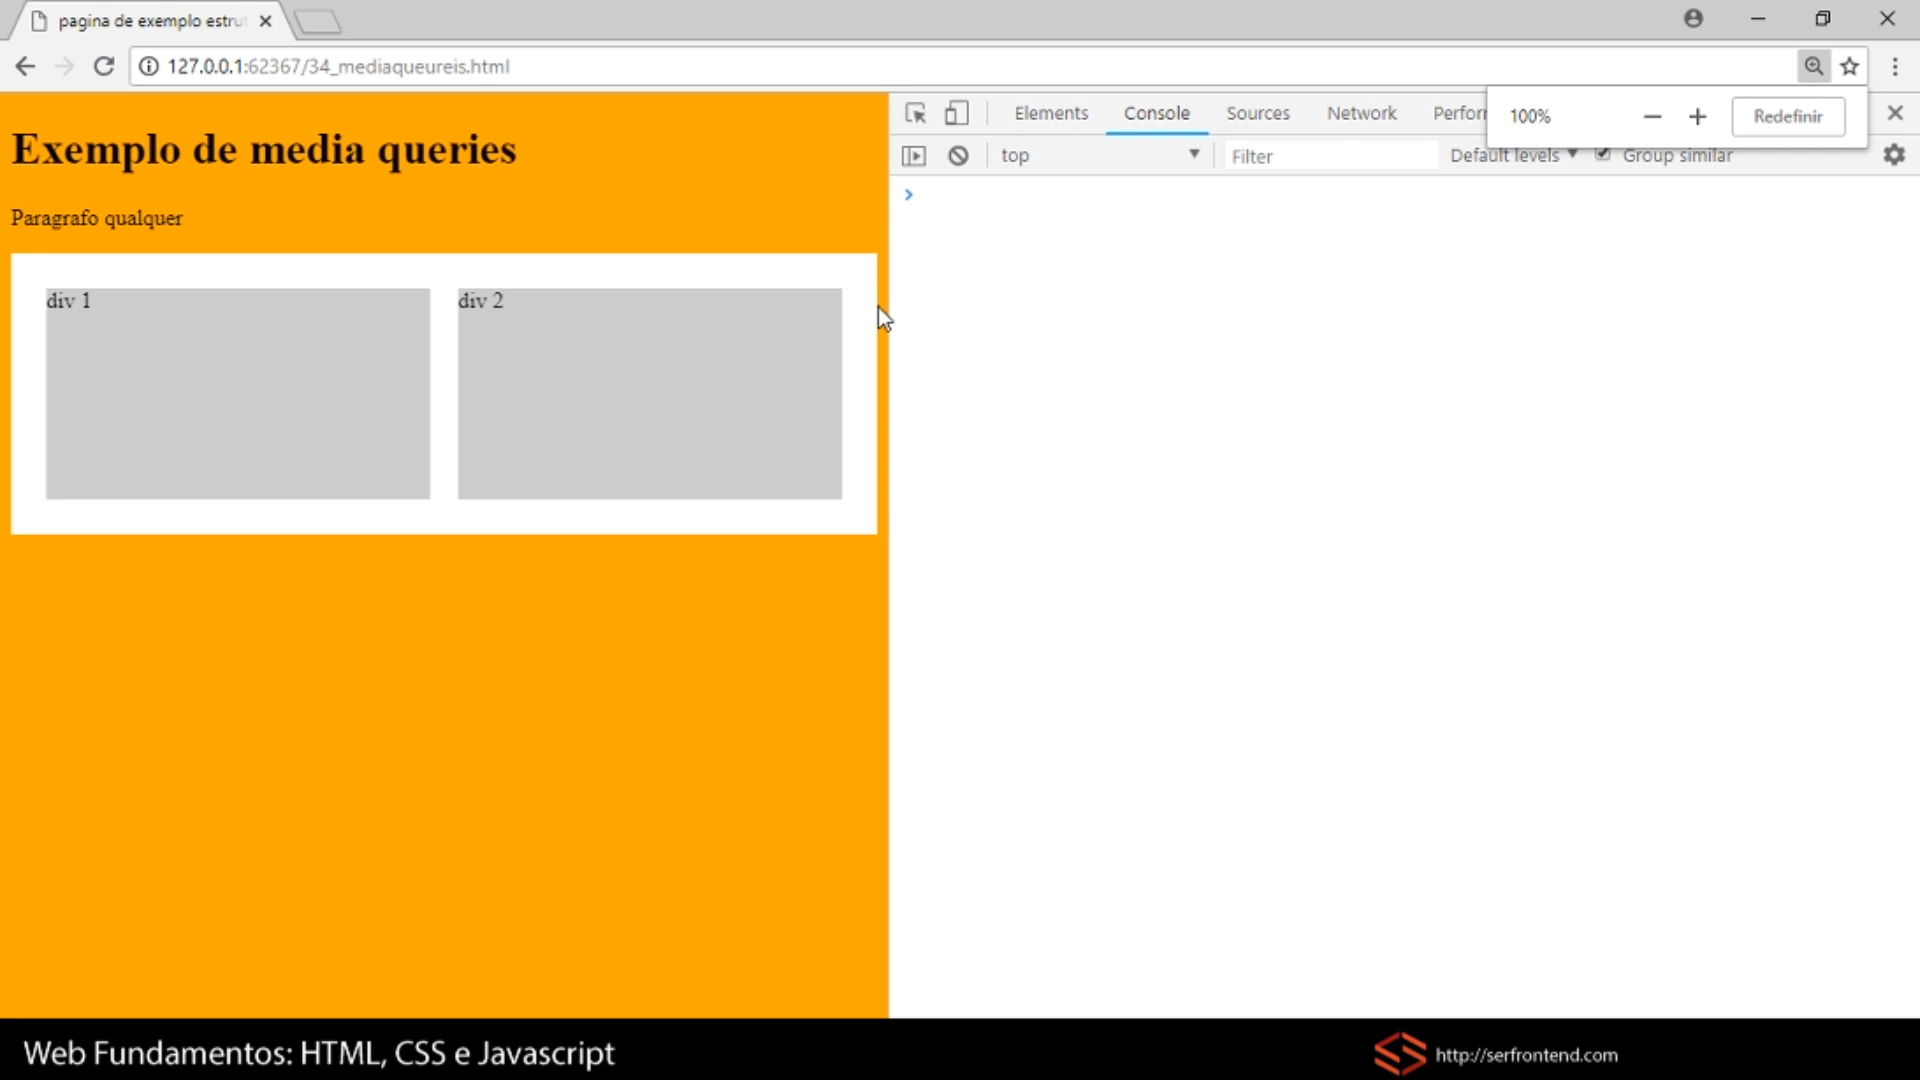 pagina de exemplo estru
127.0.0.1:62367/34_mediaqueureis.html
Elements Console Sources Network Perforr
100% Redefinir
top Filter Default levels Group similar
Exemplo de media queries
Paragrafo qualquer
div 1 div 2
Web Fundamentos: HTML, CSS e Javascript
http://serfrontend.com